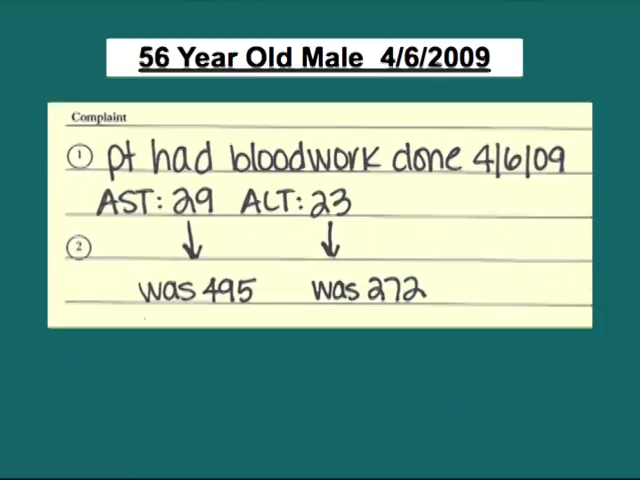 56 Year Old Male 4/6/2009
Complaint
① pt had bloodwork done 4/6/09
AST: 29 ALT: 23
②
↓ ↓
was 495 was 272